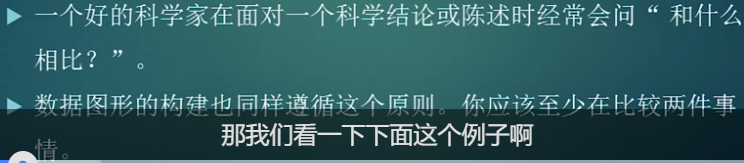 一个好的科学家在面对一个科学结论或陈述时经常会问“ 和什么
相比？”。
数据图形的构建也同样遵循这个原则。你应该至少在比较两件事
情。
那我们看一下下面这个例子啊